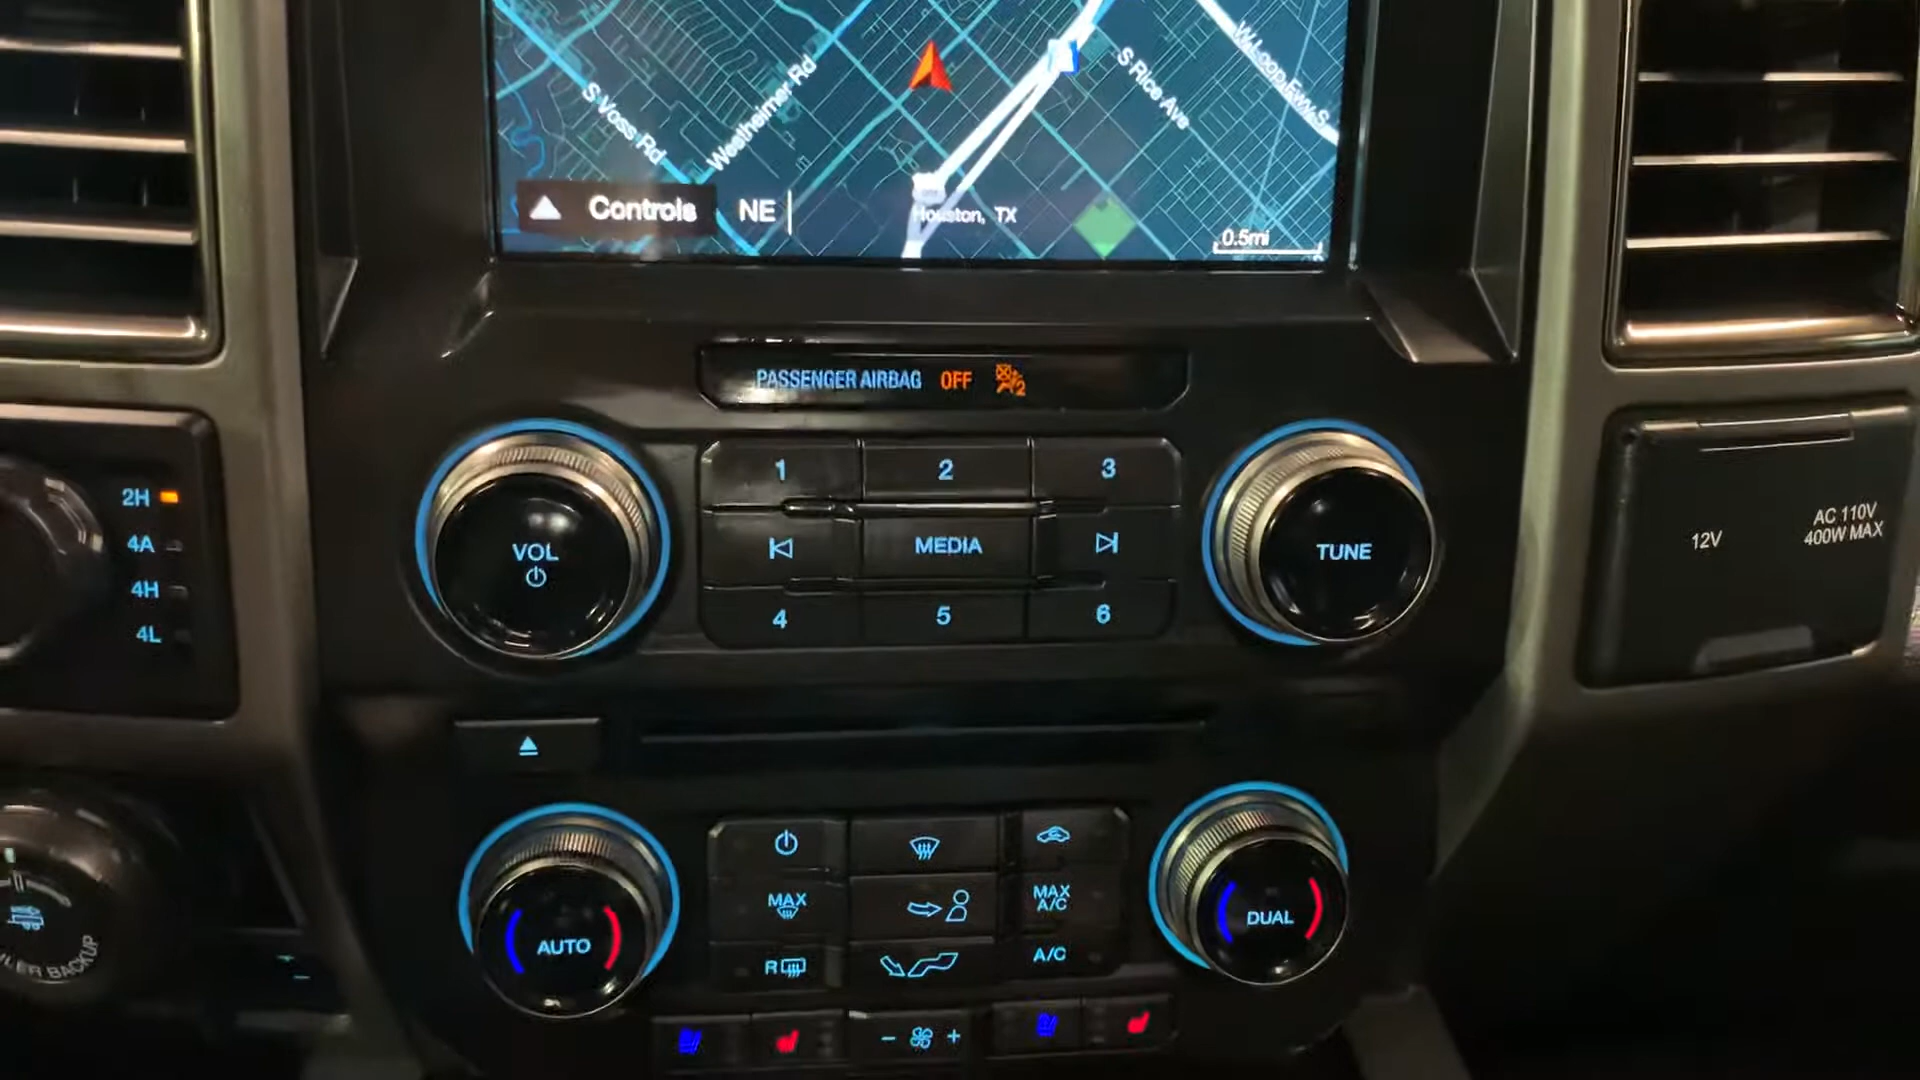 S Voss Rd
Westheimer Rd
S Rice Ave
W Loop Fwy S
Controls
NE
Houston, TX
0.5mi
PASSENGER AIRBAG OFF
2
1
2
3
2H
4A
4H
4L
VOL
MEDIA
TUNE
12V
AC 110V
400W MAX
4
5
6
MAX
MAX
A/C
AUTO
DUAL
R
A/C
BACKUP